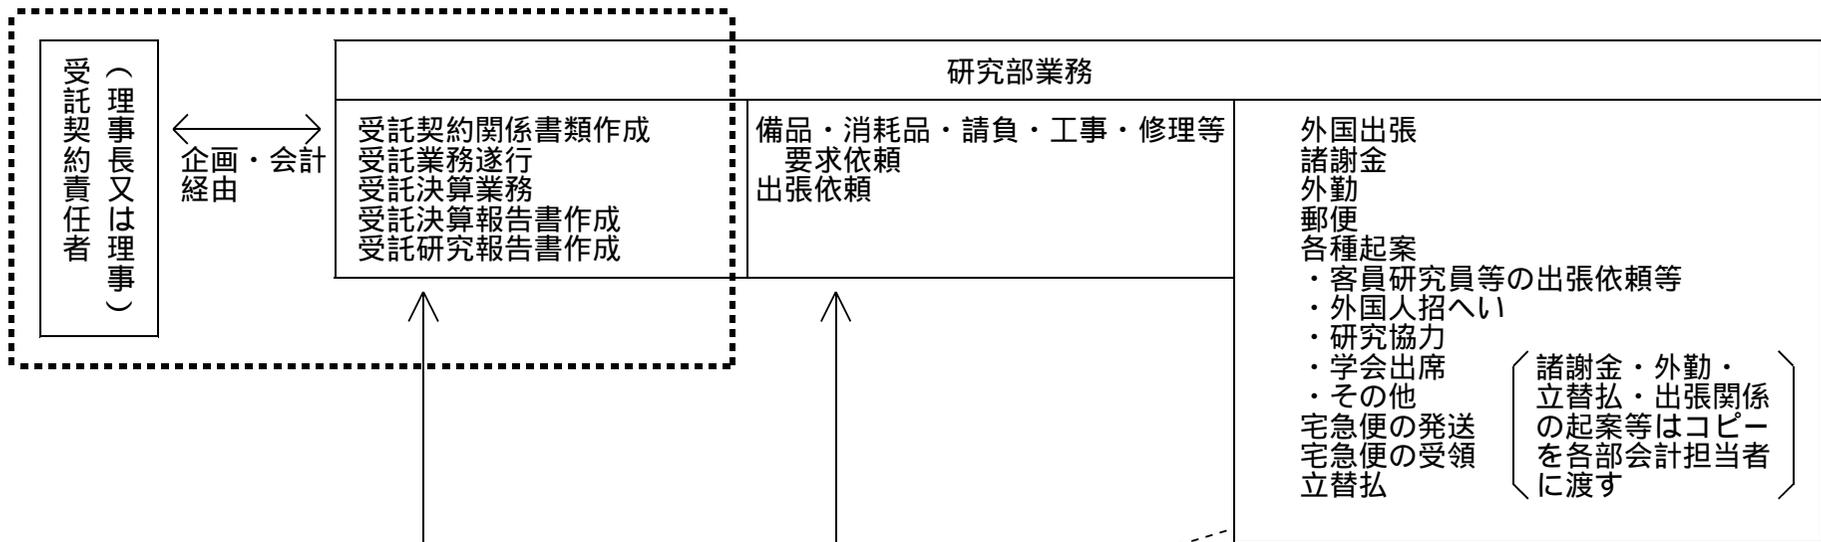 研究部業務
受託契約責任者
（理事長又は理事）
企画・会計
経由
受託契約関係書類作成
受託業務遂行
受託決算業務
受託決算報告書作成
受託研究報告書作成
備品・消耗品・請負・工事・修理等
要求依頼
出張依頼
外国出張
諸謝金
外勤
郵便
各種起案
・客員研究員等の出張依頼等
・外国人招へい
・研究協力
・学会出席
・その他
宅急便の発送
宅急便の受領
立替払
諸謝金・外勤・
立替払・出張関係
の起案等はコピー
を各部会計担当者
に渡す